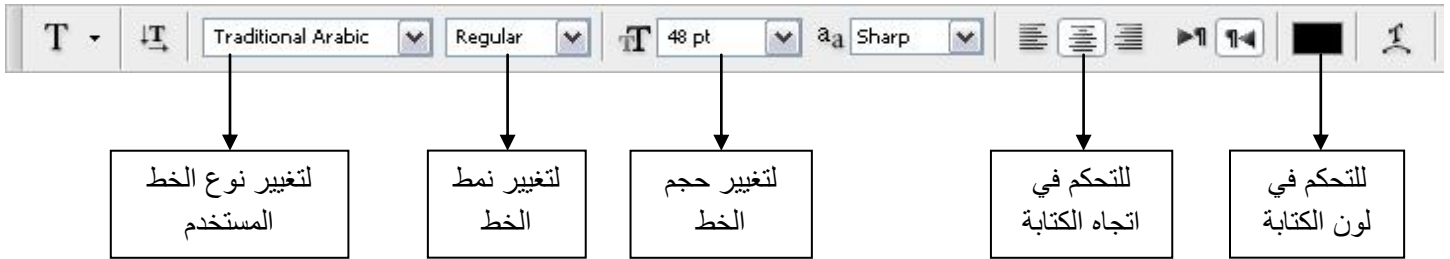 T Traditional Arabic Regular 48 pt aa Sharp
لتغيير نوع الخط
المستخدم
لتغيير نمط
الخط
لتغيير حجم
الخط
للتحكم في
اتجاه الكتابة
للتحكم في
لون الكتابة